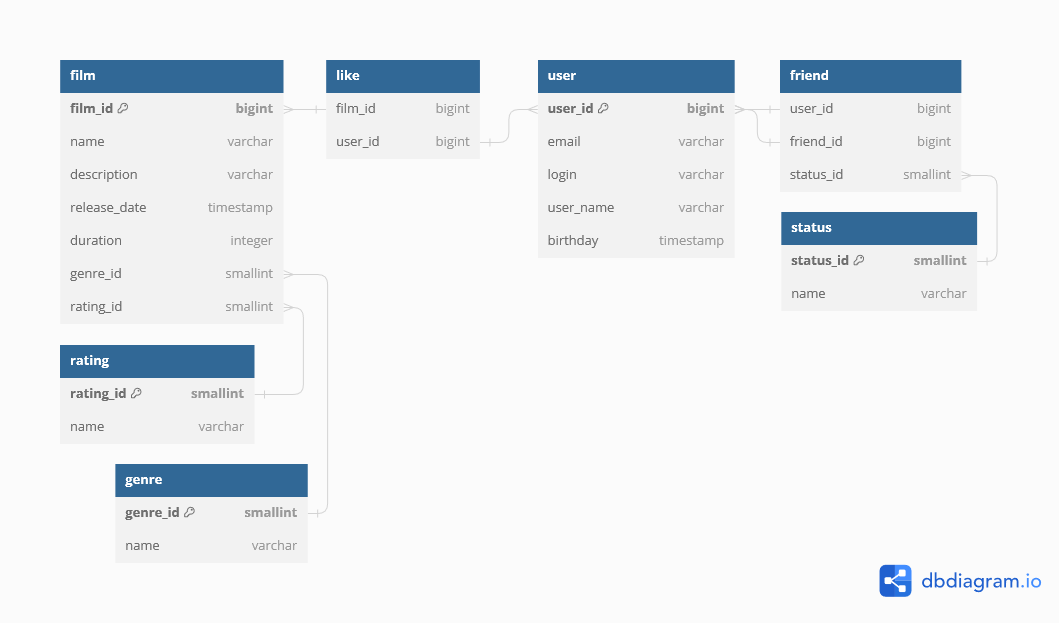 film
film_id bigint
name varchar
description varchar
release_date timestamp
duration integer
genre_id smallint
rating_id smallint
like
film_id bigint
user_id bigint
user
user_id bigint
email varchar
login varchar
user_name varchar
birthday timestamp
friend
user_id bigint
friend_id bigint
status_id smallint
status
status_id smallint
name varchar
rating
rating_id smallint
name varchar
genre
genre_id smallint
name varchar
dbdiagram.io